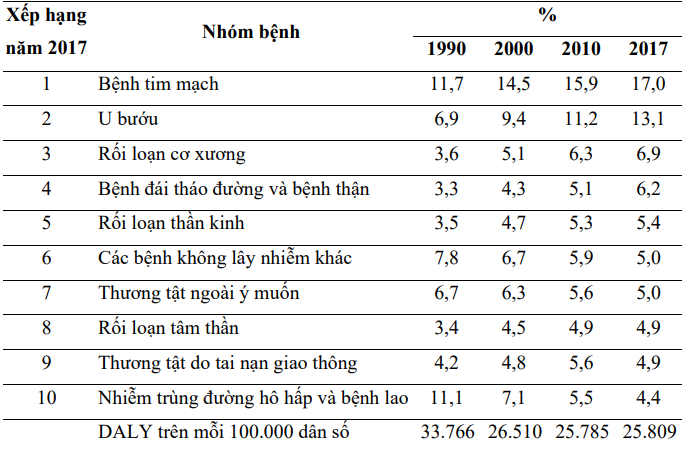 Xếp hạng năm 2017 Nhóm bệnh %
1990 2000 2010 2017
1 Bệnh tim mạch 11,7 14,5 15,9 17,0
2 U bướu 6,9 9,4 11,2 13,1
3 Rối loạn cơ xương 3,6 5,1 6,3 6,9
4 Bệnh đái tháo đường và bệnh thận 3,3 4,3 5,1 6,2
5 Rối loạn thần kinh 3,5 4,7 5,3 5,4
6 Các bệnh không lây nhiễm khác 7,8 6,7 5,9 5,0
7 Thương tật ngoài ý muốn 6,7 6,3 5,6 5,0
8 Rối loạn tâm thần 3,4 4,5 4,9 4,9
9 Thương tật do tai nạn giao thông 4,2 4,8 5,6 4,9
10 Nhiễm trùng đường hô hấp và bệnh lao 11,1 7,1 5,5 4,4
DALY trên mỗi 100.000 dân số 33.766 26.510 25.785 25.809